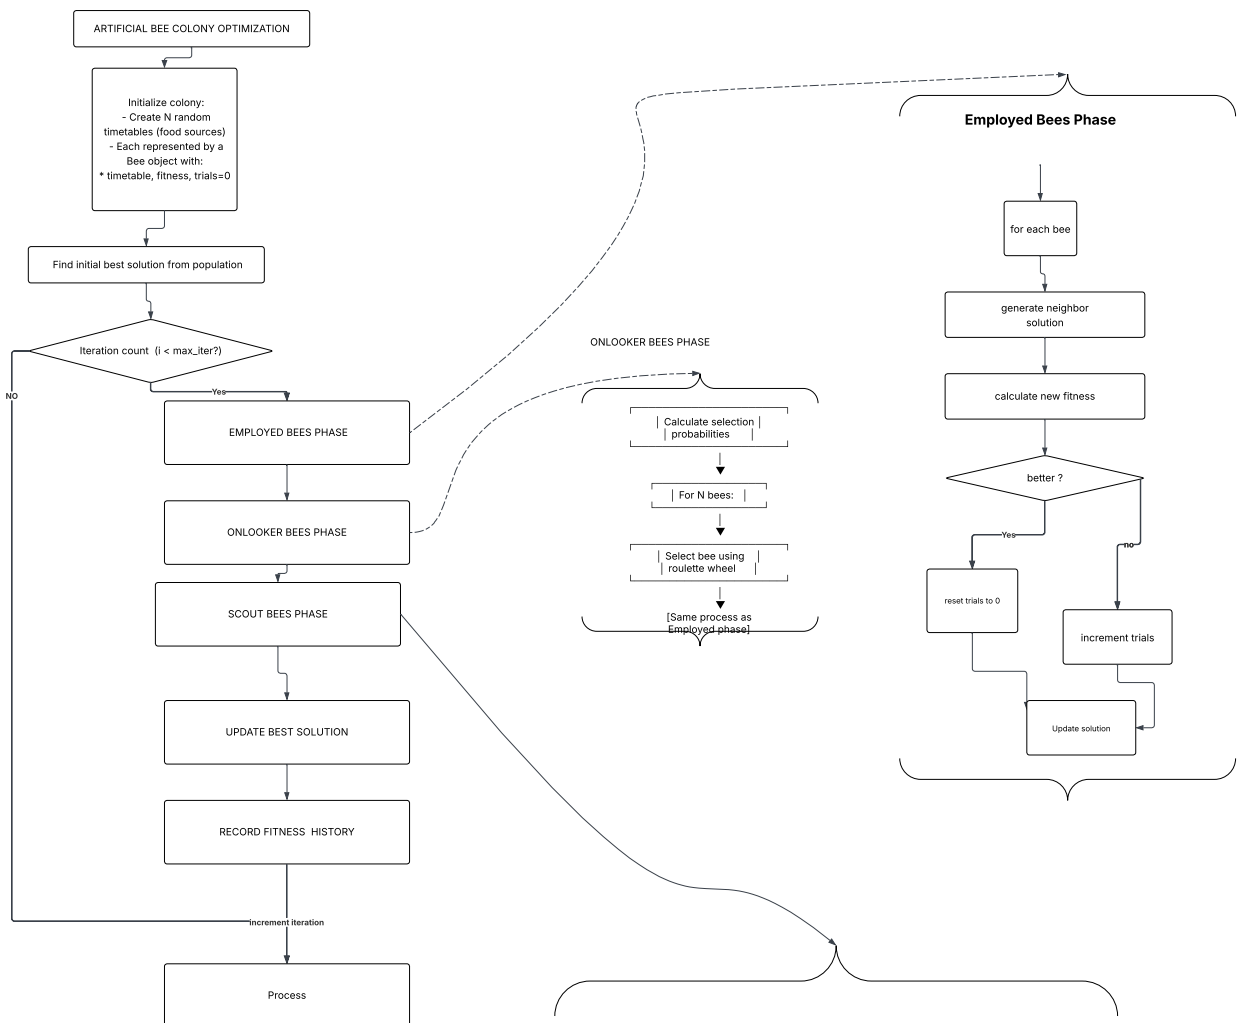 ARTIFICIAL BEE COLONY OPTIMIZATION
Initialize colony:
- Create N random
timetables (food sources)
- Each represented by a
Bee object with:
* timetable, fitness, trials=0
Find initial best solution from population
Iteration count (i < max_iter?)
NO
Yes
EMPLOYED BEES PHASE
ONLOOKER BEES PHASE
SCOUT BEES PHASE
UPDATE BEST SOLUTION
RECORD FITNESS HISTORY
increment iteration
Process
ONLOOKER BEES PHASE
│ Calculate selection │
│ probabilities │
│ For N bees: │
│ Select bee using │
│ roulette wheel │
[Same process as
Employed phase]
Employed Bees Phase
for each bee
generate neighbor
solution
calculate new fitness
better ?
Yes
no
reset trials to 0
increment trials
Update solution